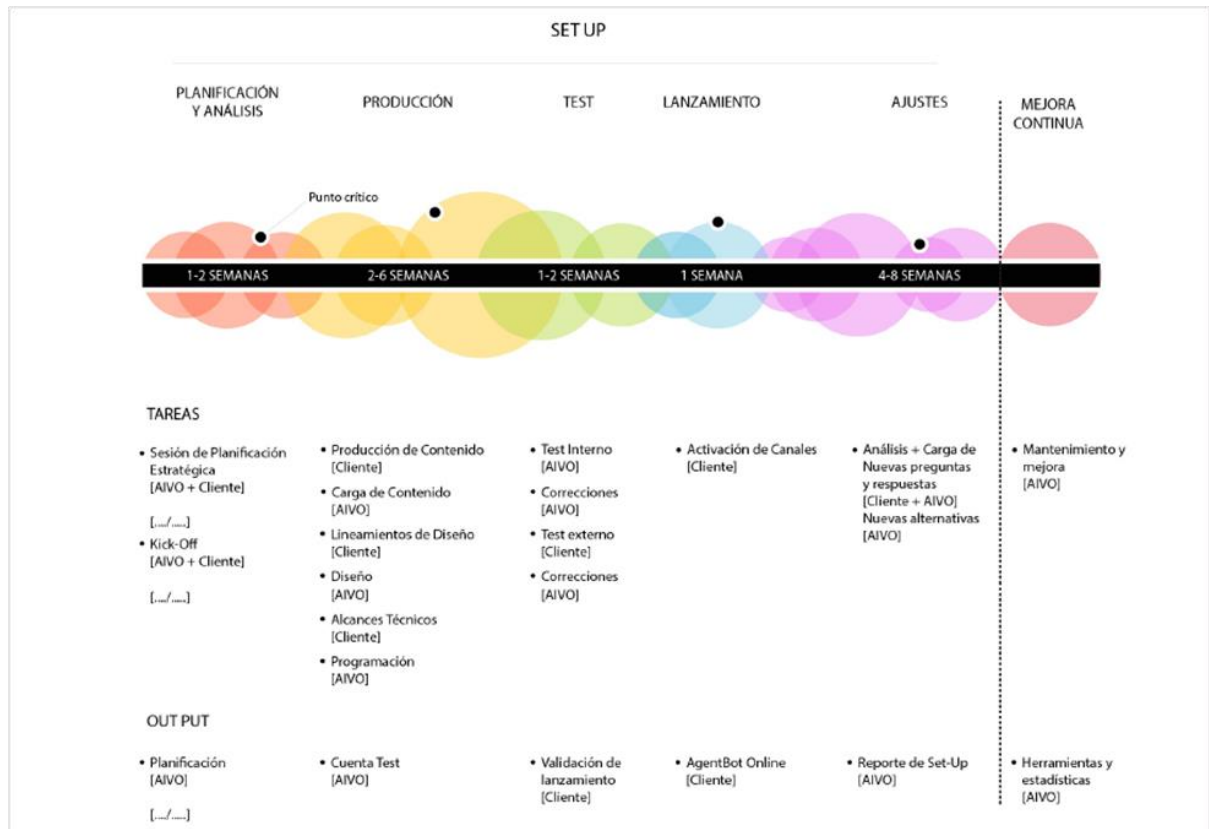 SET UP
PLANIFICACIÓN
Y ANÁLISIS
PRODUCCIÓN
TEST
LANZAMIENTO
AJUSTES
MEJORA
CONTINUA
Punto crítico
1-2 SEMANAS
2-6 SEMANAS
1-2 SEMANAS
1 SEMANA
4-8 SEMANAS
TAREAS
• Sesión de Planificación
Estratégica
[AIVO + Cliente]
[..../.....]
• Kick-Off
[AIVO + Cliente]
[..../.....]
• Producción de Contenido
[Cliente]
• Carga de Contenido
[AIVO]
• Lineamientos de Diseño
[Cliente]
• Diseño
[AIVO]
• Alcances Técnicos
[Cliente]
• Programación
[AIVO]
• Test Interno
[AIVO]
• Correcciones
[AIVO]
• Test externo
[Cliente]
• Correcciones
[AIVO]
• Activación de Canales
[Cliente]
• Análisis + Carga de
Nuevas preguntas
y respuestas
[Cliente + AIVO]
Nuevas alternativas
[AIVO]
• Mantenimiento y
mejora
[AIVO]
OUT PUT
• Planificación
[AIVO]
[..../.....]
• Cuenta Test
[AIVO]
• Validación de
lanzamiento
[Cliente]
• AgentBot Online
[Cliente]
• Reporte de Set-Up
[AIVO]
• Herramientas y
estadísticas
[AIVO]